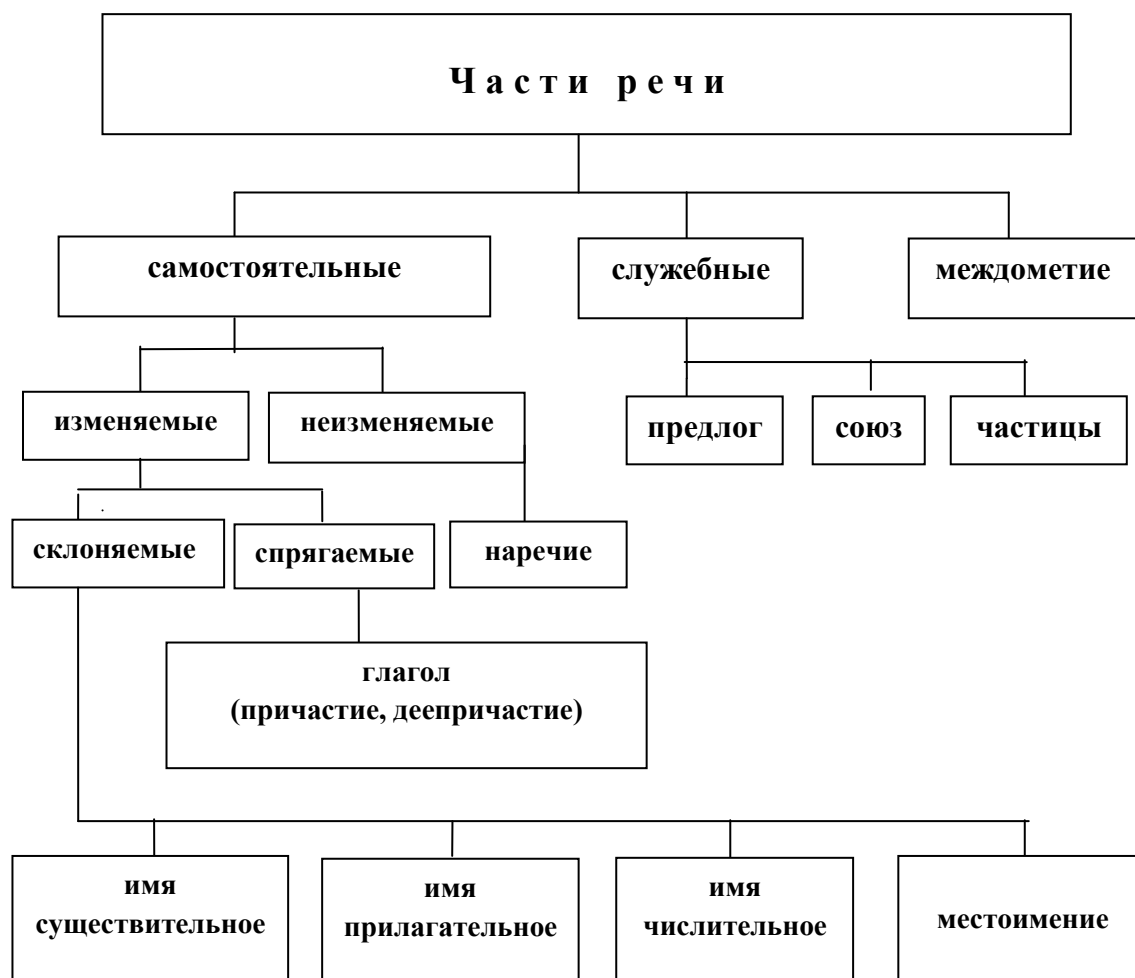 Части речи
самостоятельные
служебные
междометие
изменяемые
неизменяемые
предлог
союз
частицы
склоняемые
спрягаемые
наречие
глагол
(причастие, деепричастие)
имя
существительное
имя
прилагательное
имя
числительное
местоимение